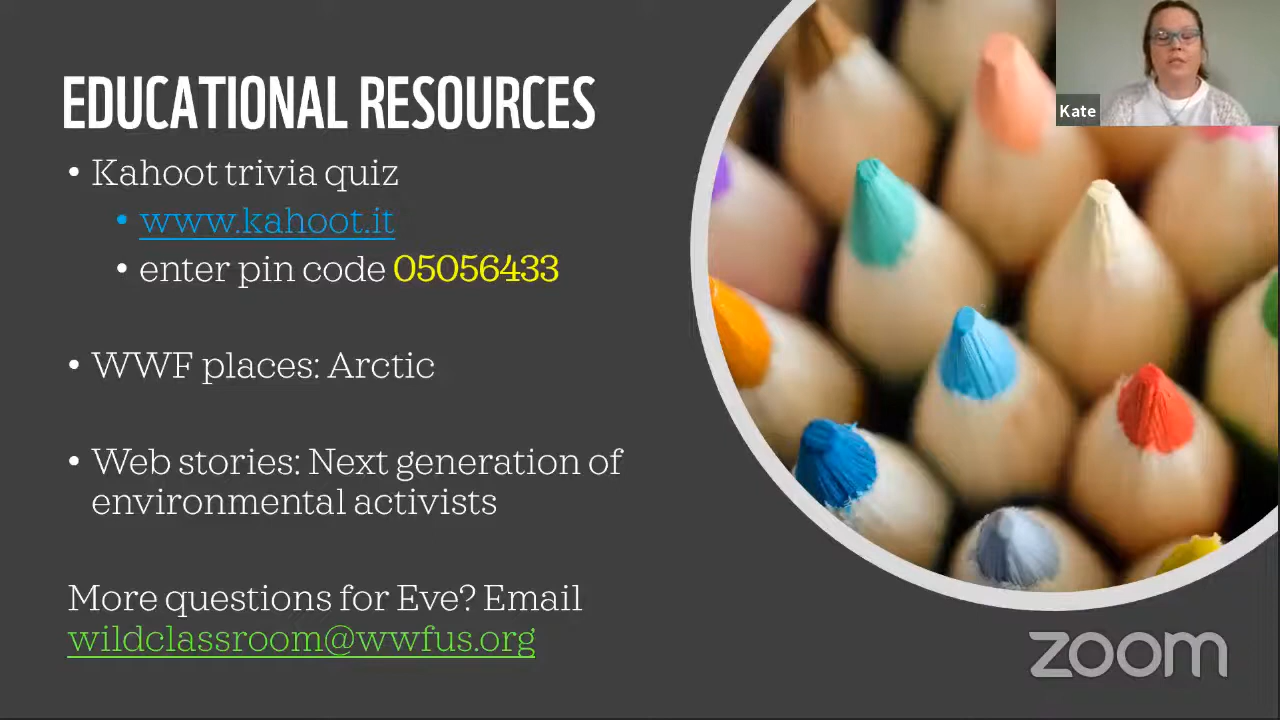 EDUCATIONAL RESOURCES
• Kahoot trivia quiz
• www.kahoot.it
• enter pin code 05056433
• WWF places: Arctic
• Web stories: Next generation of
environmental activists
More questions for Eve? Email
wildclassroom@wwfus.org
Kate
zoom